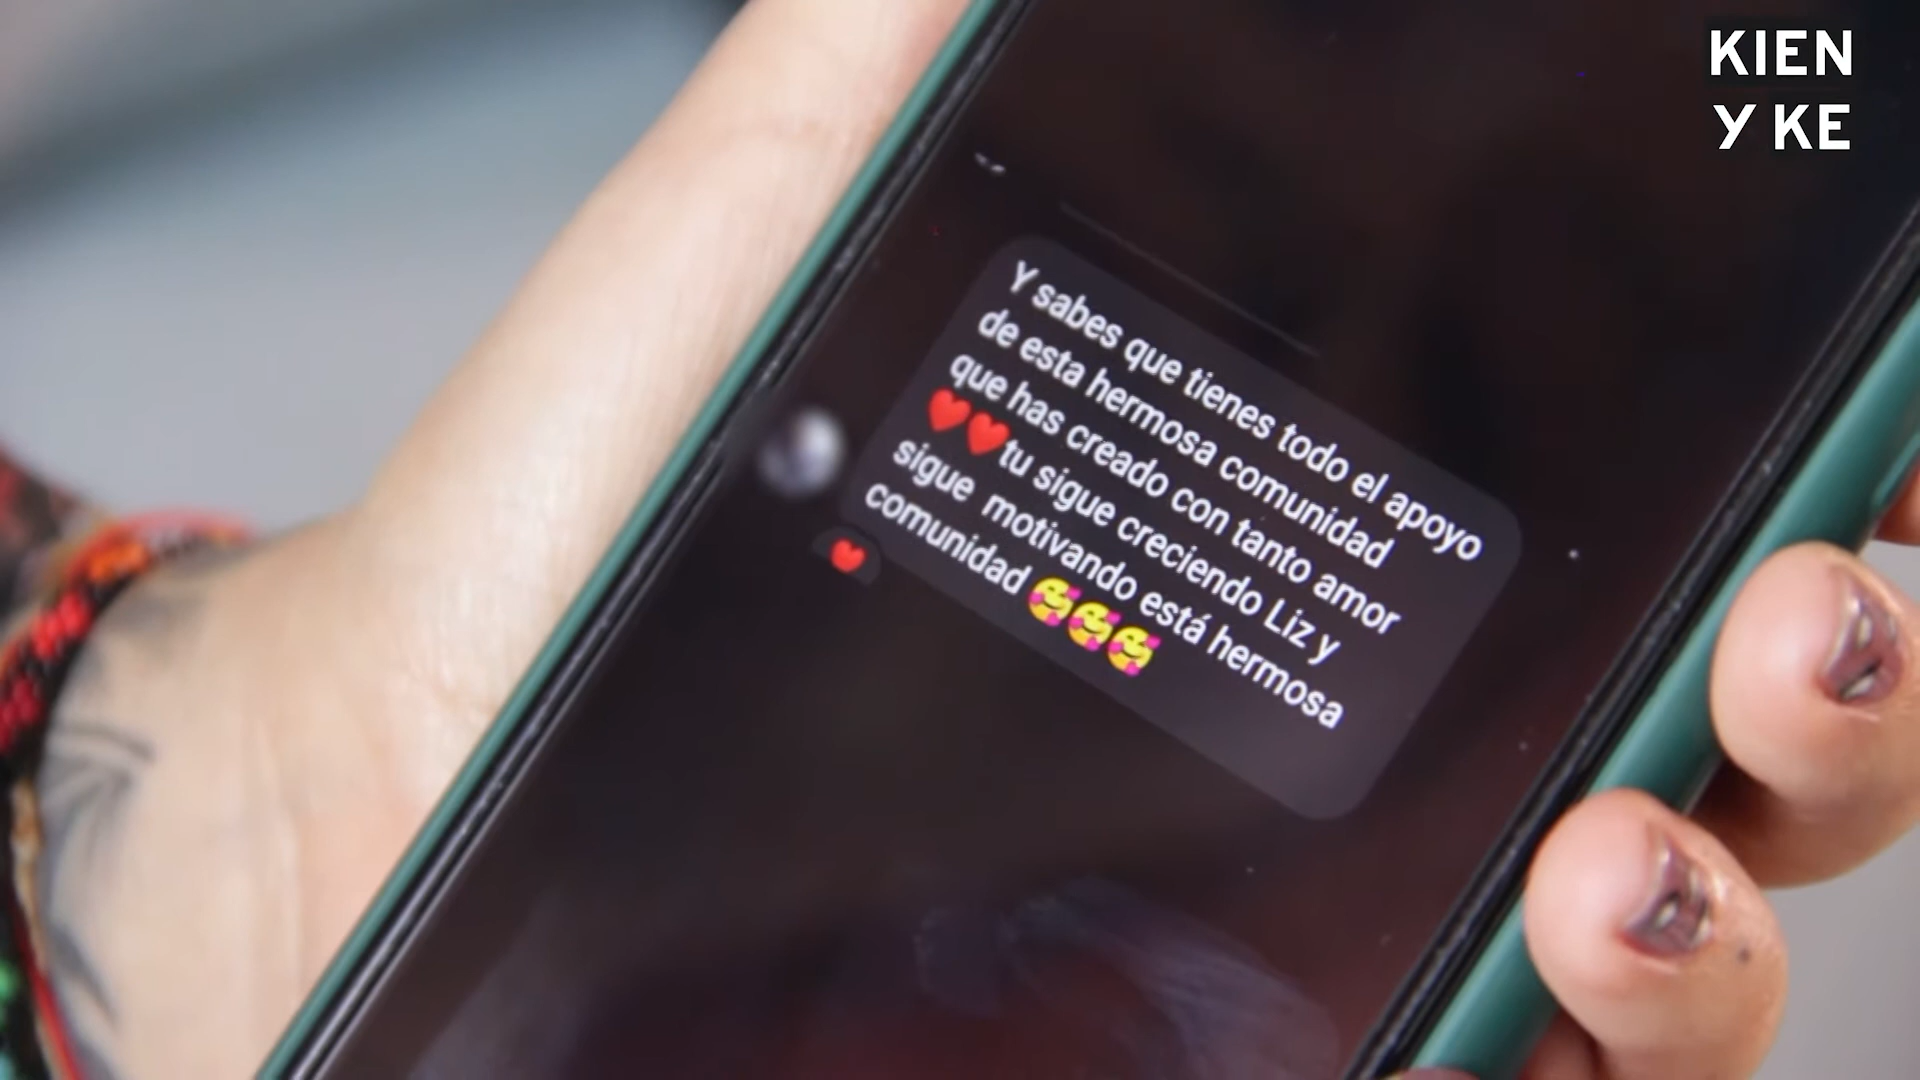 KIEN
Y KE
Y sabes que tienes todo el apoyo
de esta hermosa comunidad
que has creado con tanto amor
❤️❤️tu sigue creciendo Liz y
sigue motivando está hermosa
comunidad 🥰🥰🥰